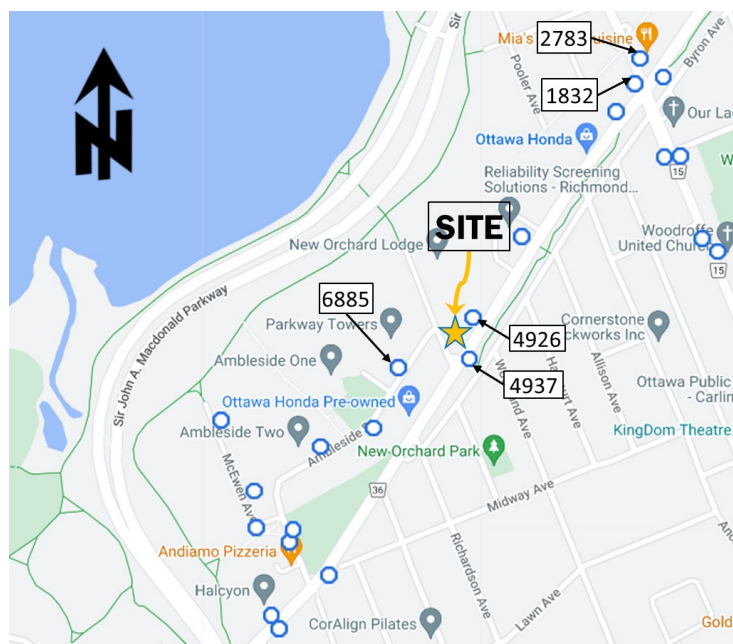 Sir
2783
Mia's
uisine
Byron Ave
Pooler Ave
1832
Our La
Ottawa Honda
15
Reliability Screening
Solutions - Richmond...
W
SITE
New Orchard Lodge
Woodroffe
United Church
15
6885
Sir John A. Macdonald Parkway
Parkway Towers
4926
Cornerstone
ckworks Inc
Ambleside One
4937
Allison Ave
Ottawa Public
- Carlin
Ottawa Honda Pre-owned
KingDom Theatre
Ambleside Two
Ambleside
New Orchard Park
McEwen Ave
36
Midway Ave
Andiamo Pizzeria
Richardson Ave
Halcyon
Lawn Ave
CorAlign Pilates
Gold